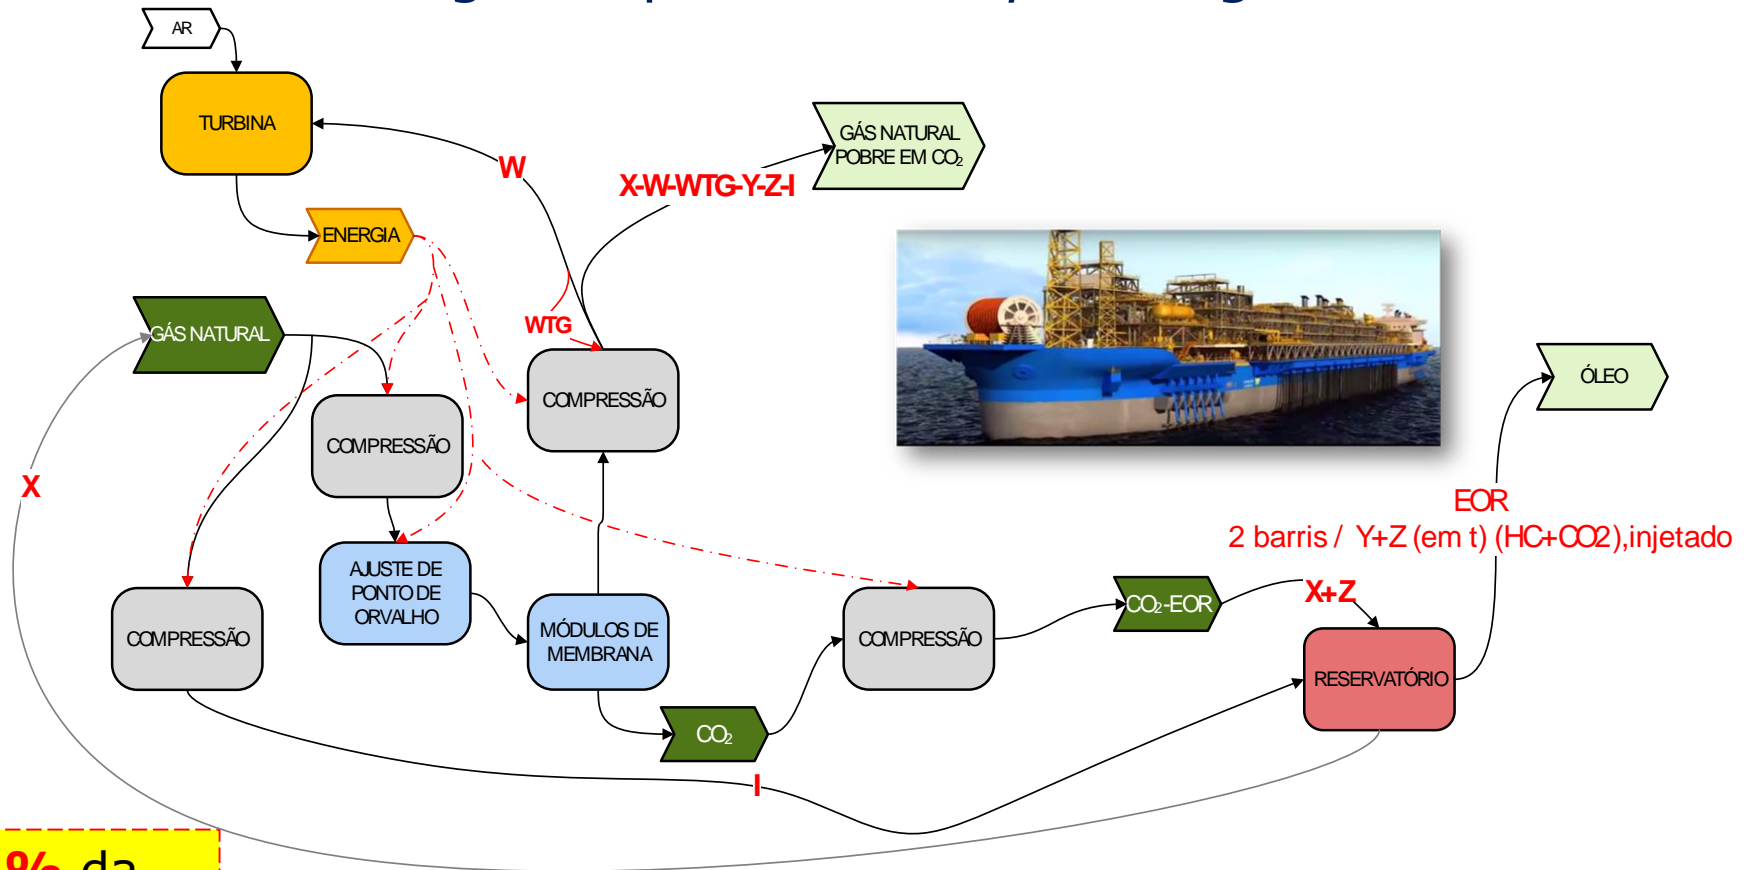 AR
TURBINA
W
GÁS NATURAL
POBRE EM CO₂
X-W-WTG-Y-Z-I
ENERGIA
GÁS NATURAL
WTG
COMPRESSÃO
ÓLEO
COMPRESSÃO
X
EOR
2 barris / Y+Z (em t) (HC+CO2),injetado
AJUSTE DE
PONTO DE
ORVALHO
CO₂-EOR
X+Z
COMPRESSÃO
MÓDULOS DE
MEMBRANA
COMPRESSÃO
RESERVATÓRIO
CO₂
I
% da